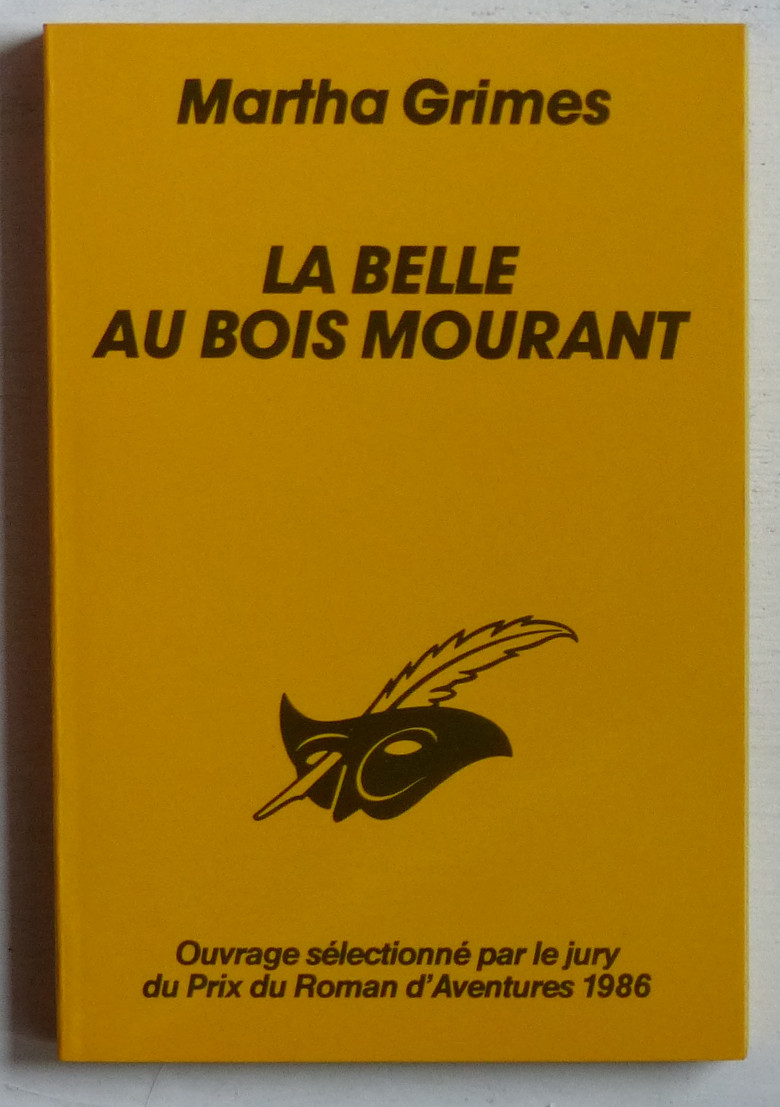 Martha Grimes
LA BELLE
AU BOIS MOURANT
Ouvrage sélectionné par le jury
du Prix du Roman d'Aventures 1986